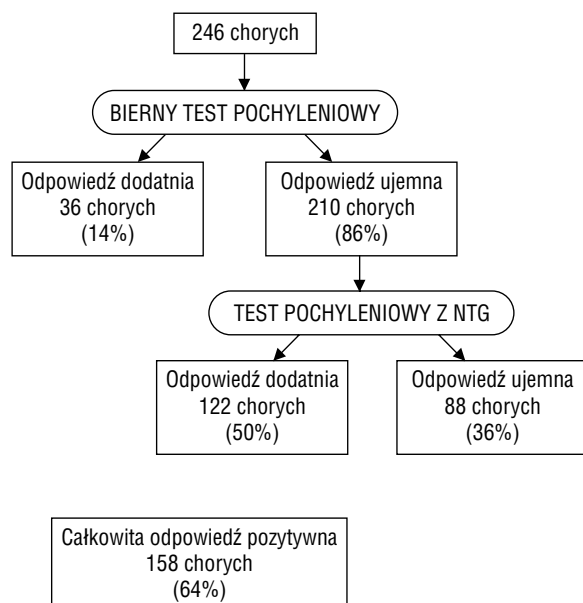 246 chorych
BIERNY TEST POCHYLENIOWY
Odpowiedź dodatnia
36 chorych
(14%)
Odpowiedź ujemna
210 chorych
(86%)
TEST POCHYLENIOWY Z NTG
Odpowiedź dodatnia
122 chorych
(50%)
Odpowiedź ujemna
88 chorych
(36%)
Całkowita odpowiedź pozytywna
158 chorych
(64%)